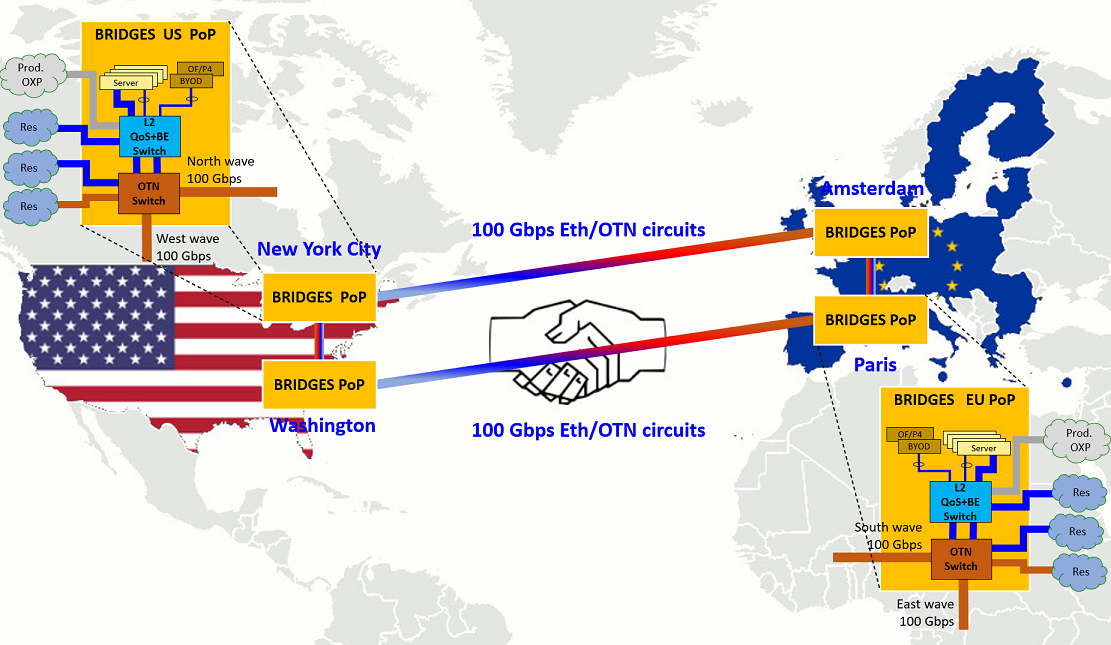 BRIDGES US PoP
Prod.
OXP
Server
OF/P4
BYOD
Res
Res
Res
L2
QoS+BE
Switch
OTN
Switch
North wave
100 Gbps
West wave
100 Gbps
New York City
BRIDGES PoP
BRIDGES PoP
Washington
100 Gbps Eth/OTN circuits
100 Gbps Eth/OTN circuits
Amsterdam
BRIDGES PoP
BRIDGES PoP
Paris
BRIDGES EU PoP
OF/P4
BYOD
Server
Prod.
OXP
L2
QoS+BE
Switch
OTN
Switch
Res
Res
Res
South wave
100 Gbps
East wave
100 Gbps